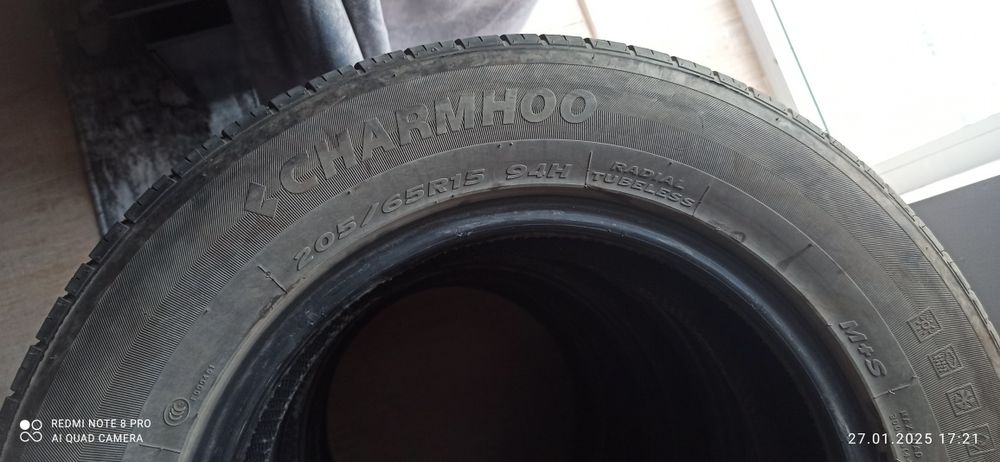 CHARMHOO
205/65R15 94H
RADIAL
TUBELESS
M+S
REDMI NOTE 8 PRO
AI QUAD CAMERA
27.01.2025 17:21